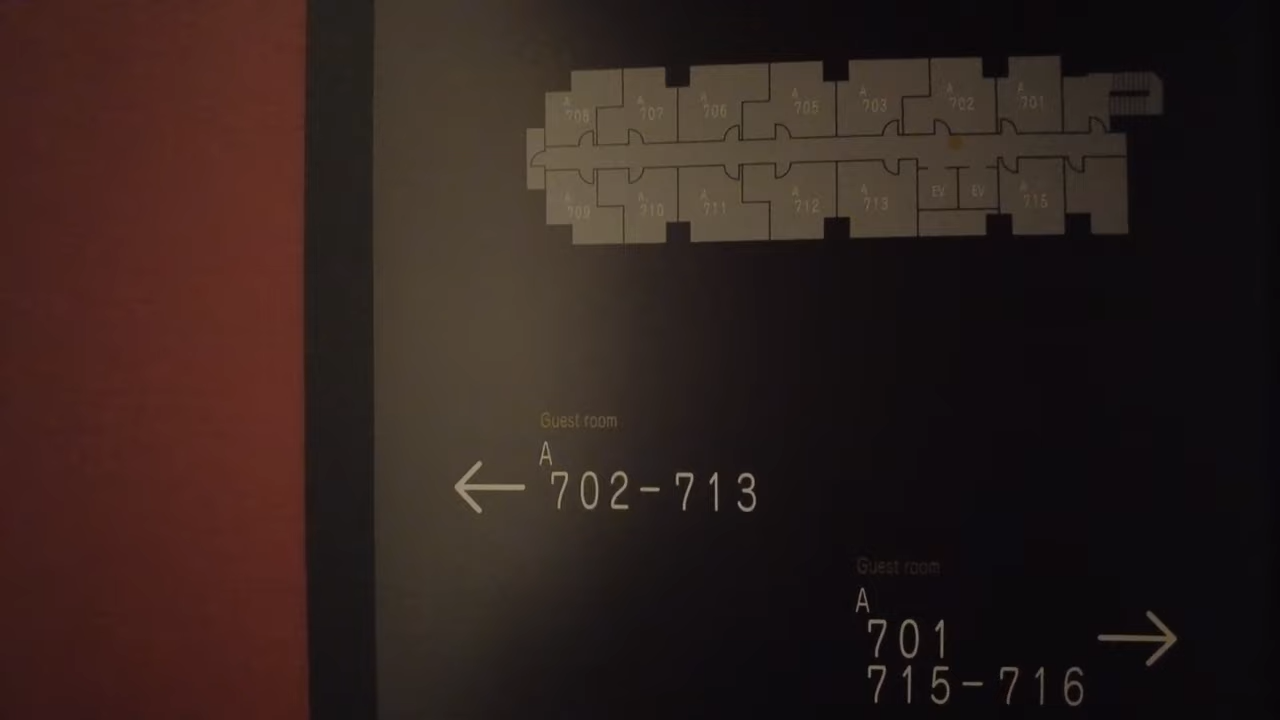 A 708
A 707
A 706
A 705
A 703
A 702
A 701
A 709
A 710
A 711
A 712
A 713
EV
EV
A 715
Guest room
A
702-713
Guest room
A
701
715-716